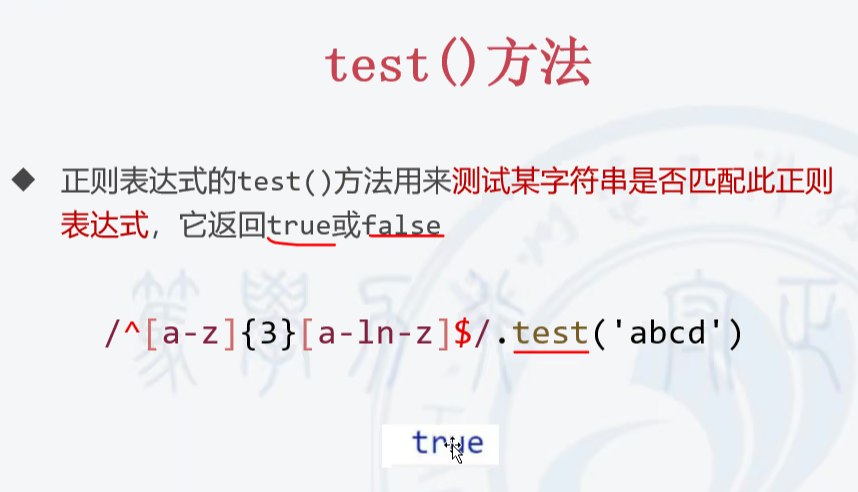 test()方法
正则表达式的test()方法用来测试某字符串是否匹配此正则
表达式，它返回true或false
/^[a-z]{3}[a-ln-z]$/.test('abcd')
true